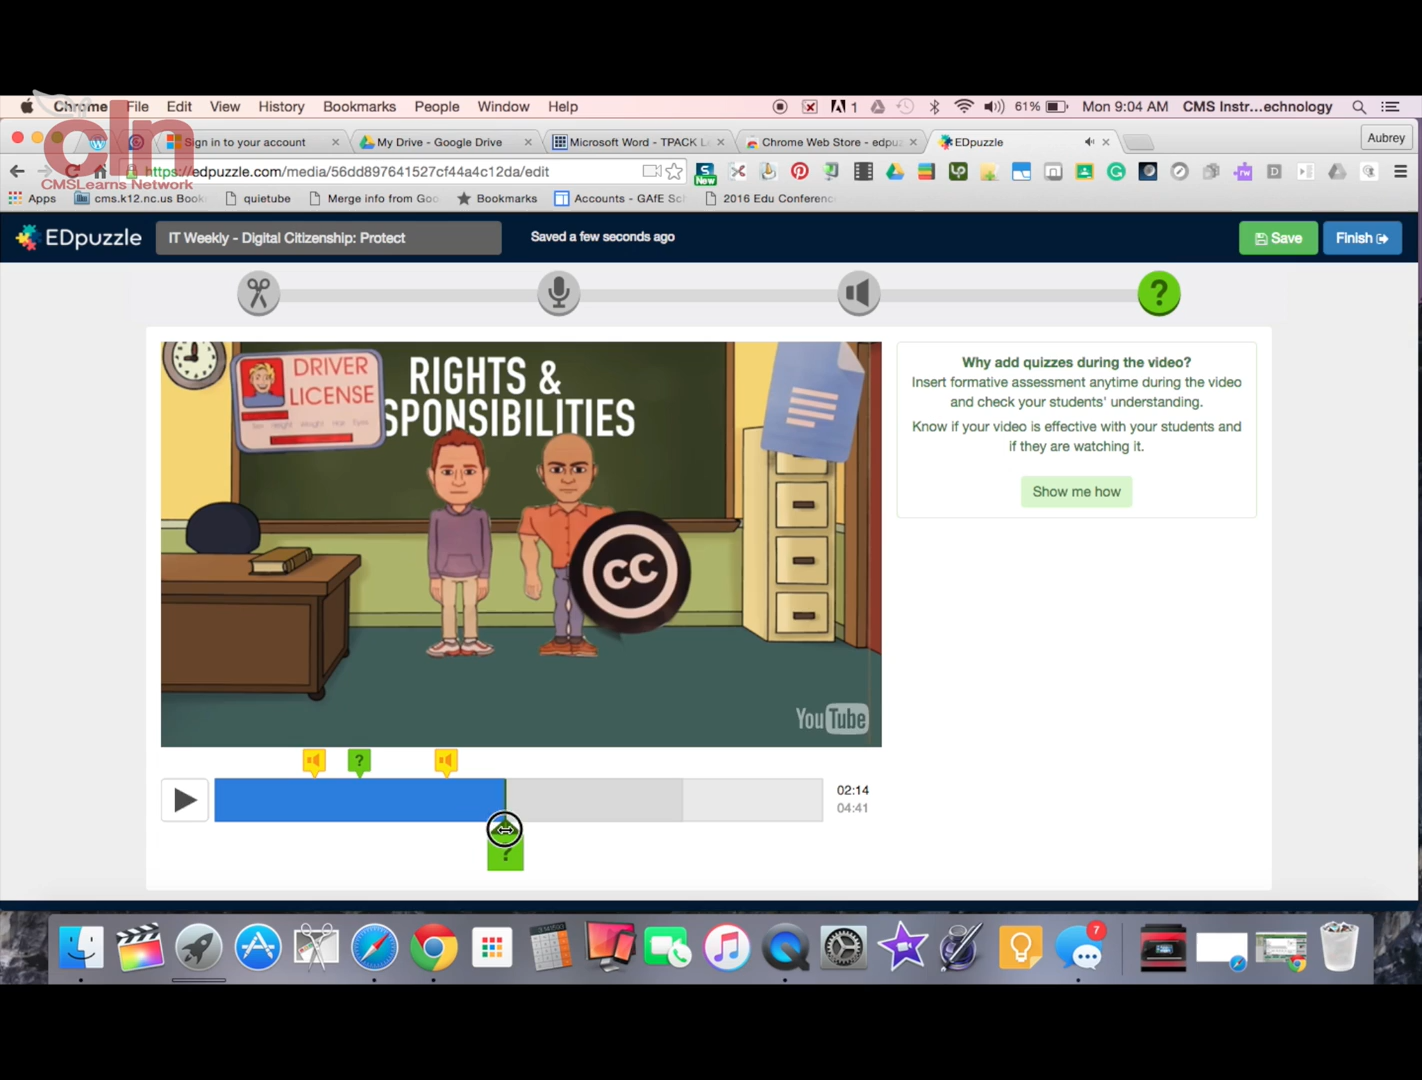 Chrome File Edit View History Bookmarks People Window Help
1 61% Mon 9:04 AM CMS Instr...echnology
cln
CMSLearns Network
Sign in to your account
My Drive - Google Drive
Microsoft Word - TPACK L
Chrome Web Store - edpu
EDpuzzle
Aubrey
https://edpuzzle.com/media/56dd897641527cf44a4c12da/edit
New
Apps
cms.k12.nc.us Book
quietube
Merge info from Goo
Bookmarks
Accounts - GAfE Sc
2016 Edu Conferenc
EDpuzzle
IT Weekly - Digital Citizenship: Protect
Saved a few seconds ago
Save
Finish
?
DRIVER
LICENSE
RIGHTS &
SPONSIBILITIES
CC
YouTube
Why add quizzes during the video?
Insert formative assessment anytime during the video
and check your students' understanding.
Know if your video is effective with your students and
if they are watching it.
Show me how
?
02:14
04:41
?
7